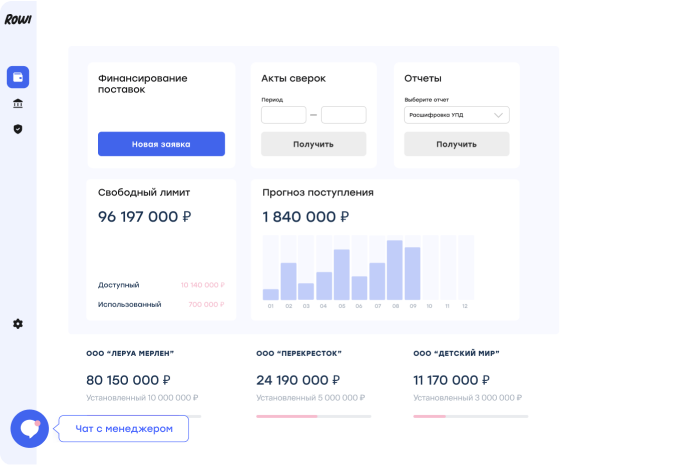 ROWI
Финансирование
поставок
Новая заявка
Акты сверок
Период
—
Получить
Отчеты
Выберите отчет
Расшифровка УПД
Получить
Свободный лимит
96 197 000 ₽
Доступный 10 140 000 ₽
Использованный 700 000 ₽
Прогноз поступления
1 840 000 ₽
01 02 03 04 05 06 07 08 09 10 11 12
ООО “ЛЕРУА МЕРЛЕН”
80 150 000 ₽
Установленный 10 000 000 ₽
ООО “ПЕРЕКРЕСТОК”
24 190 000 ₽
Установленный 5 000 000 ₽
ООО “ДЕТСКИЙ МИР”
11 170 000 ₽
Установленный 3 000 000 ₽
Чат с менеджером